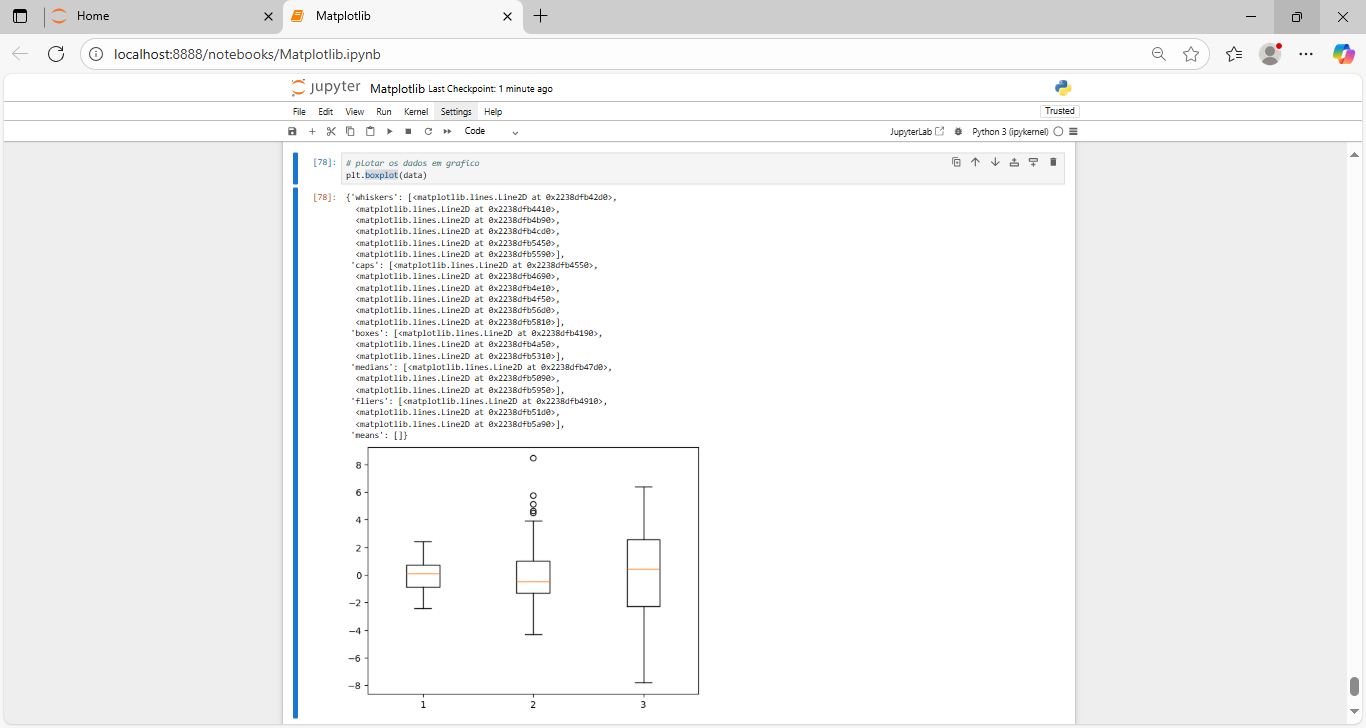 Home
Matplotlib
localhost:8888/notebooks/Matplotlib.ipynb
jupyter Matplotlib Last Checkpoint: 1 minute ago
File Edit View Run Kernel Settings Help
Trusted
Code
JupyterLab Python 3 (ipykernel)
[78]: # plotar os dados em grafico
plt.boxplot(data)
[78]: {'whiskers': [<matplotlib.lines.Line2D at 0x2238dfb42d0>,
<matplotlib.lines.Line2D at 0x2238dfb4410>,
<matplotlib.lines.Line2D at 0x2238dfb4b90>,
<matplotlib.lines.Line2D at 0x2238dfb4cd0>,
<matplotlib.lines.Line2D at 0x2238dfb5450>,
<matplotlib.lines.Line2D at 0x2238dfb5590>],
'caps': [<matplotlib.lines.Line2D at 0x2238dfb4550>,
<matplotlib.lines.Line2D at 0x2238dfb4690>,
<matplotlib.lines.Line2D at 0x2238dfb4e10>,
<matplotlib.lines.Line2D at 0x2238dfb4f50>,
<matplotlib.lines.Line2D at 0x2238dfb56d0>,
<matplotlib.lines.Line2D at 0x2238dfb5810>],
'boxes': [<matplotlib.lines.Line2D at 0x2238dfb4190>,
<matplotlib.lines.Line2D at 0x2238dfb4a50>,
<matplotlib.lines.Line2D at 0x2238dfb5310>],
'medians': [<matplotlib.lines.Line2D at 0x2238dfb47d0>,
<matplotlib.lines.Line2D at 0x2238dfb5090>,
<matplotlib.lines.Line2D at 0x2238dfb5950>],
'fliers': [<matplotlib.lines.Line2D at 0x2238dfb4910>,
<matplotlib.lines.Line2D at 0x2238dfb51d0>,
<matplotlib.lines.Line2D at 0x2238dfb5a90>],
'means': []}
8
6
4
2
0
−2
−4
−6
−8
1 2 3